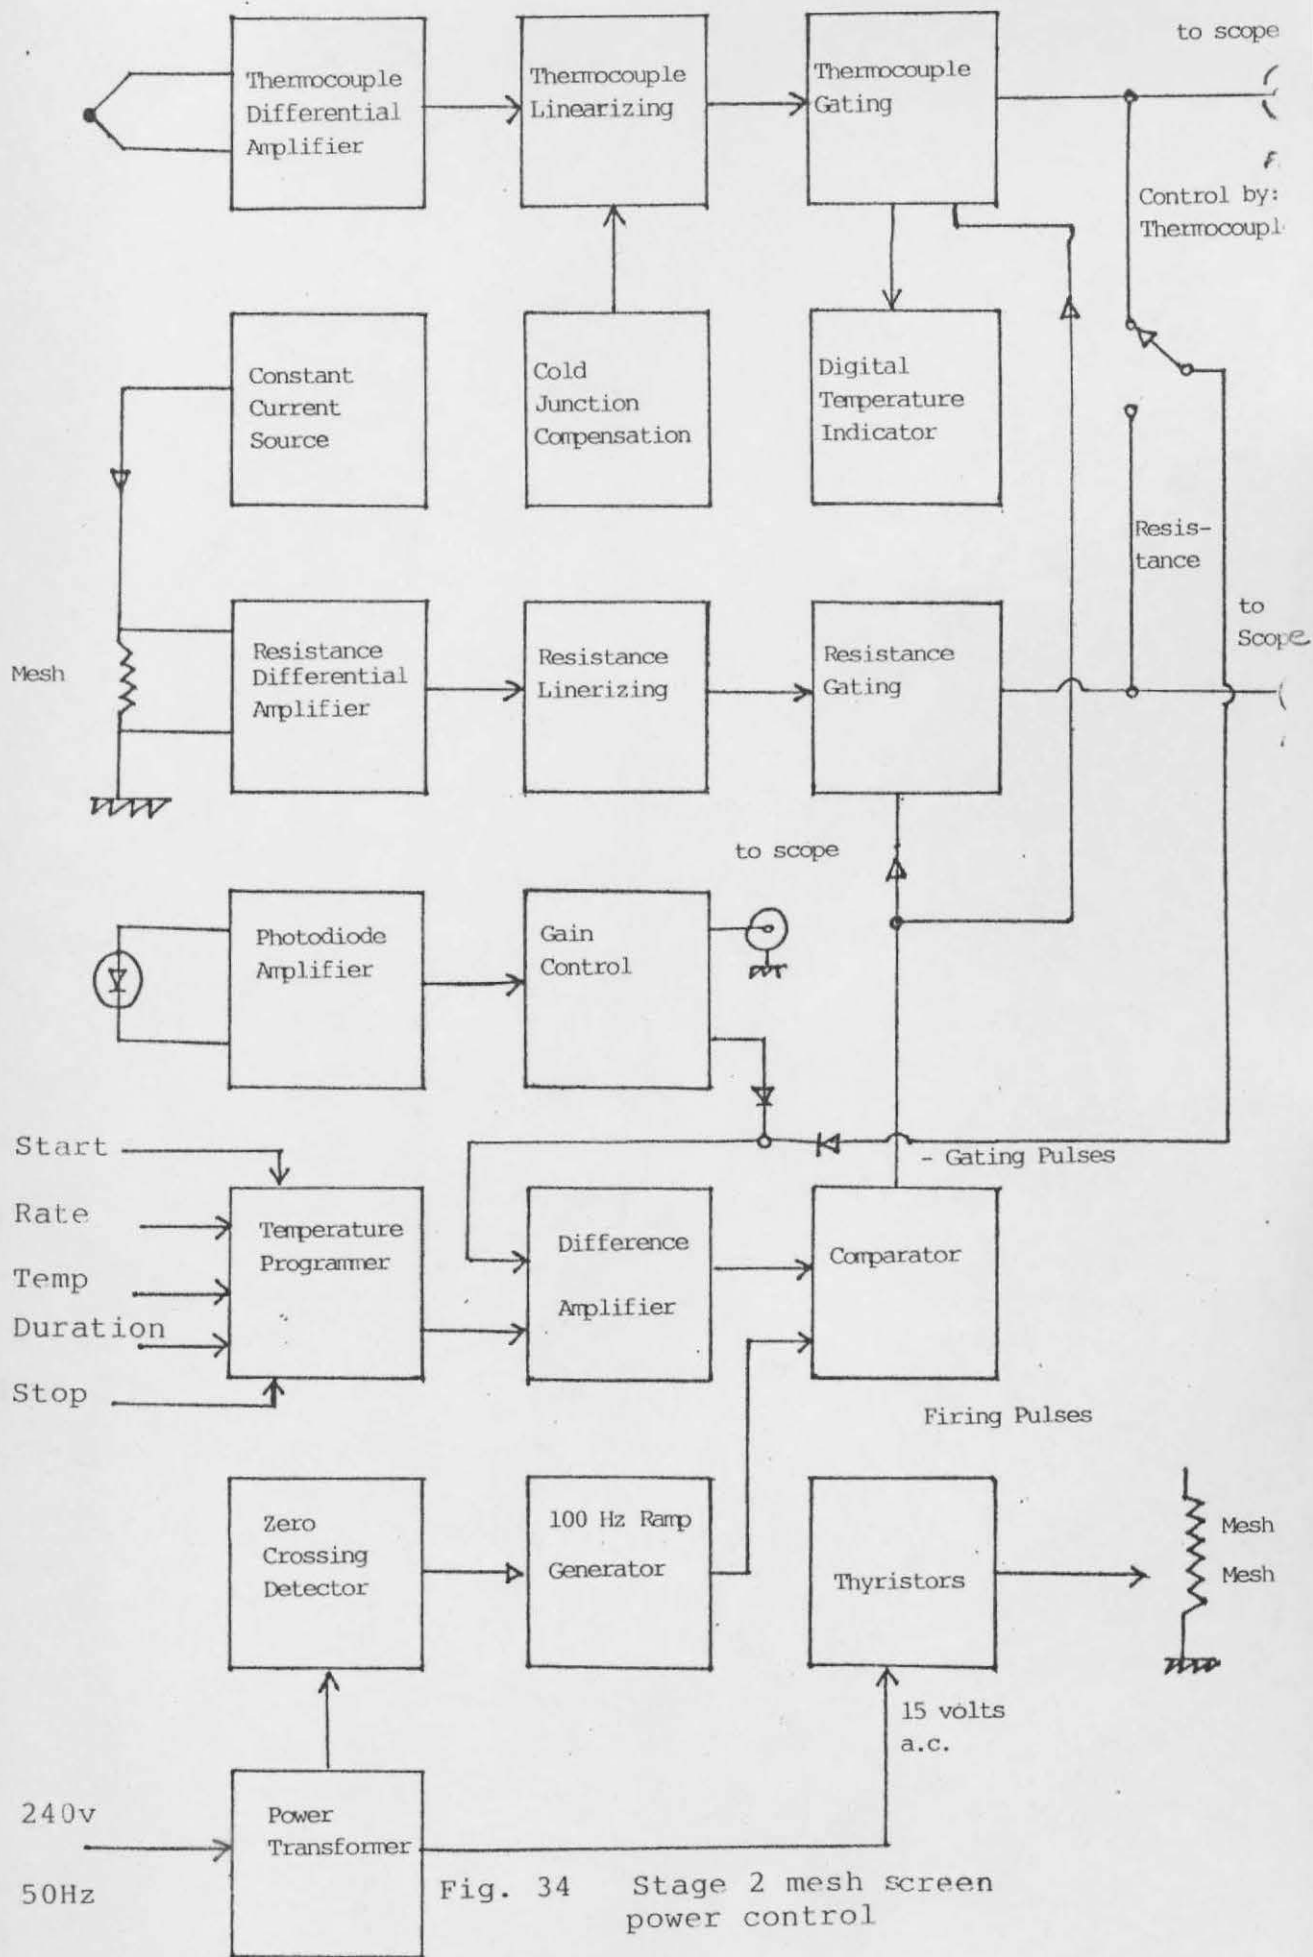 to scope
Thermocouple
Differential
Amplifier
Thermocouple
Linearizing
Thermocouple
Gating
Control by:
Constant
Current
Source
Cold
Junction
Compensation
Digital
Temperature
Indicator
Resis-
tance
to
Scope
Mesh
Resistance
Differential
Amplifier
Resistance
Linerizing
Resistance
Gating
to scope
Photodiode
Amplifier
Gain
Control
- Gating Pulses
Start
Rate
Temp
Duration
Stop
Temperature
Programmer
Difference
Amplifier
Comparator
Firing Pulses
Zero
Crossing
Detector
100 Hz Ramp
Generator
Thyristors
Mesh
Mesh
15 volts
a.c.
240v
50Hz
Power
Transformer
Fig. 34 Stage 2 mesh screen
power control